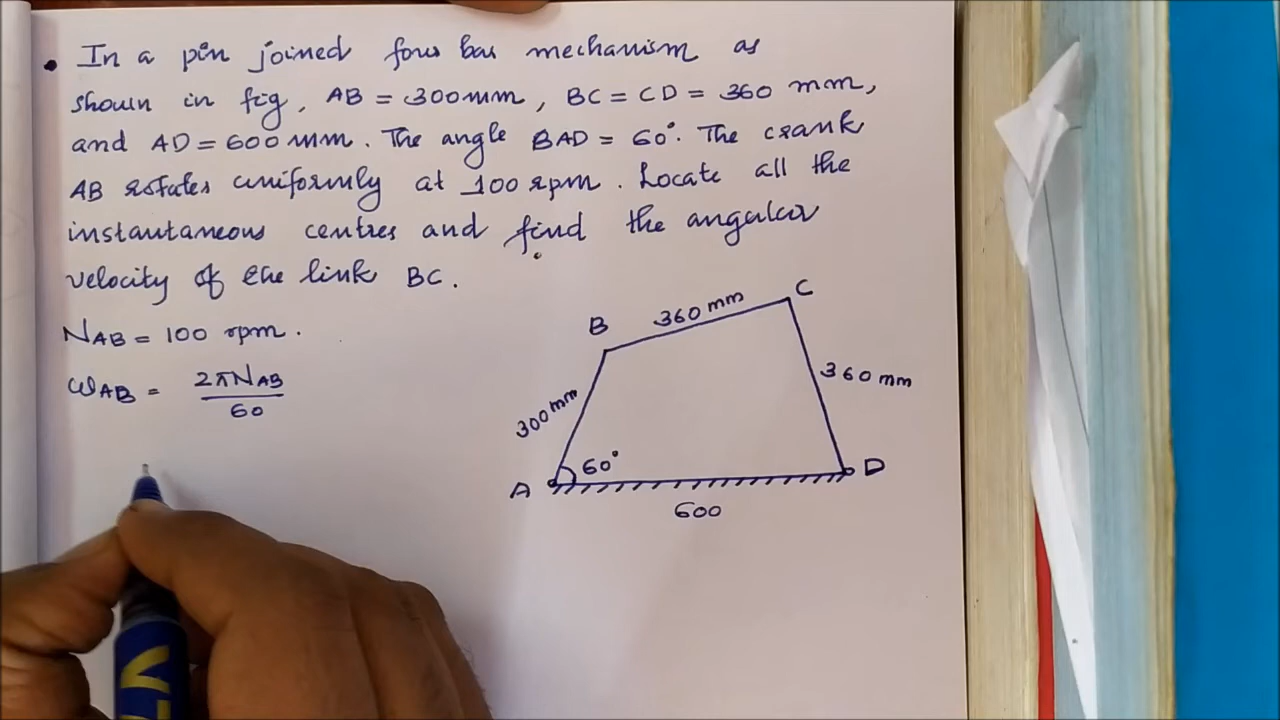 • In a pin joined four bar mechanism as
shown in fig, AB = 300mm, BC = CD = 360 mm,
and AD = 600 mm. The angle BAD = 60°. The crank
AB rotates uniformly at 100 rpm. Locate all the
instantaneous centres and find the angular
velocity of the link BC.
N_AB = 100 rpm.
ω_AB = 2πN_AB / 60
B
360 mm
C
300 mm
360 mm
60°
A
D
600